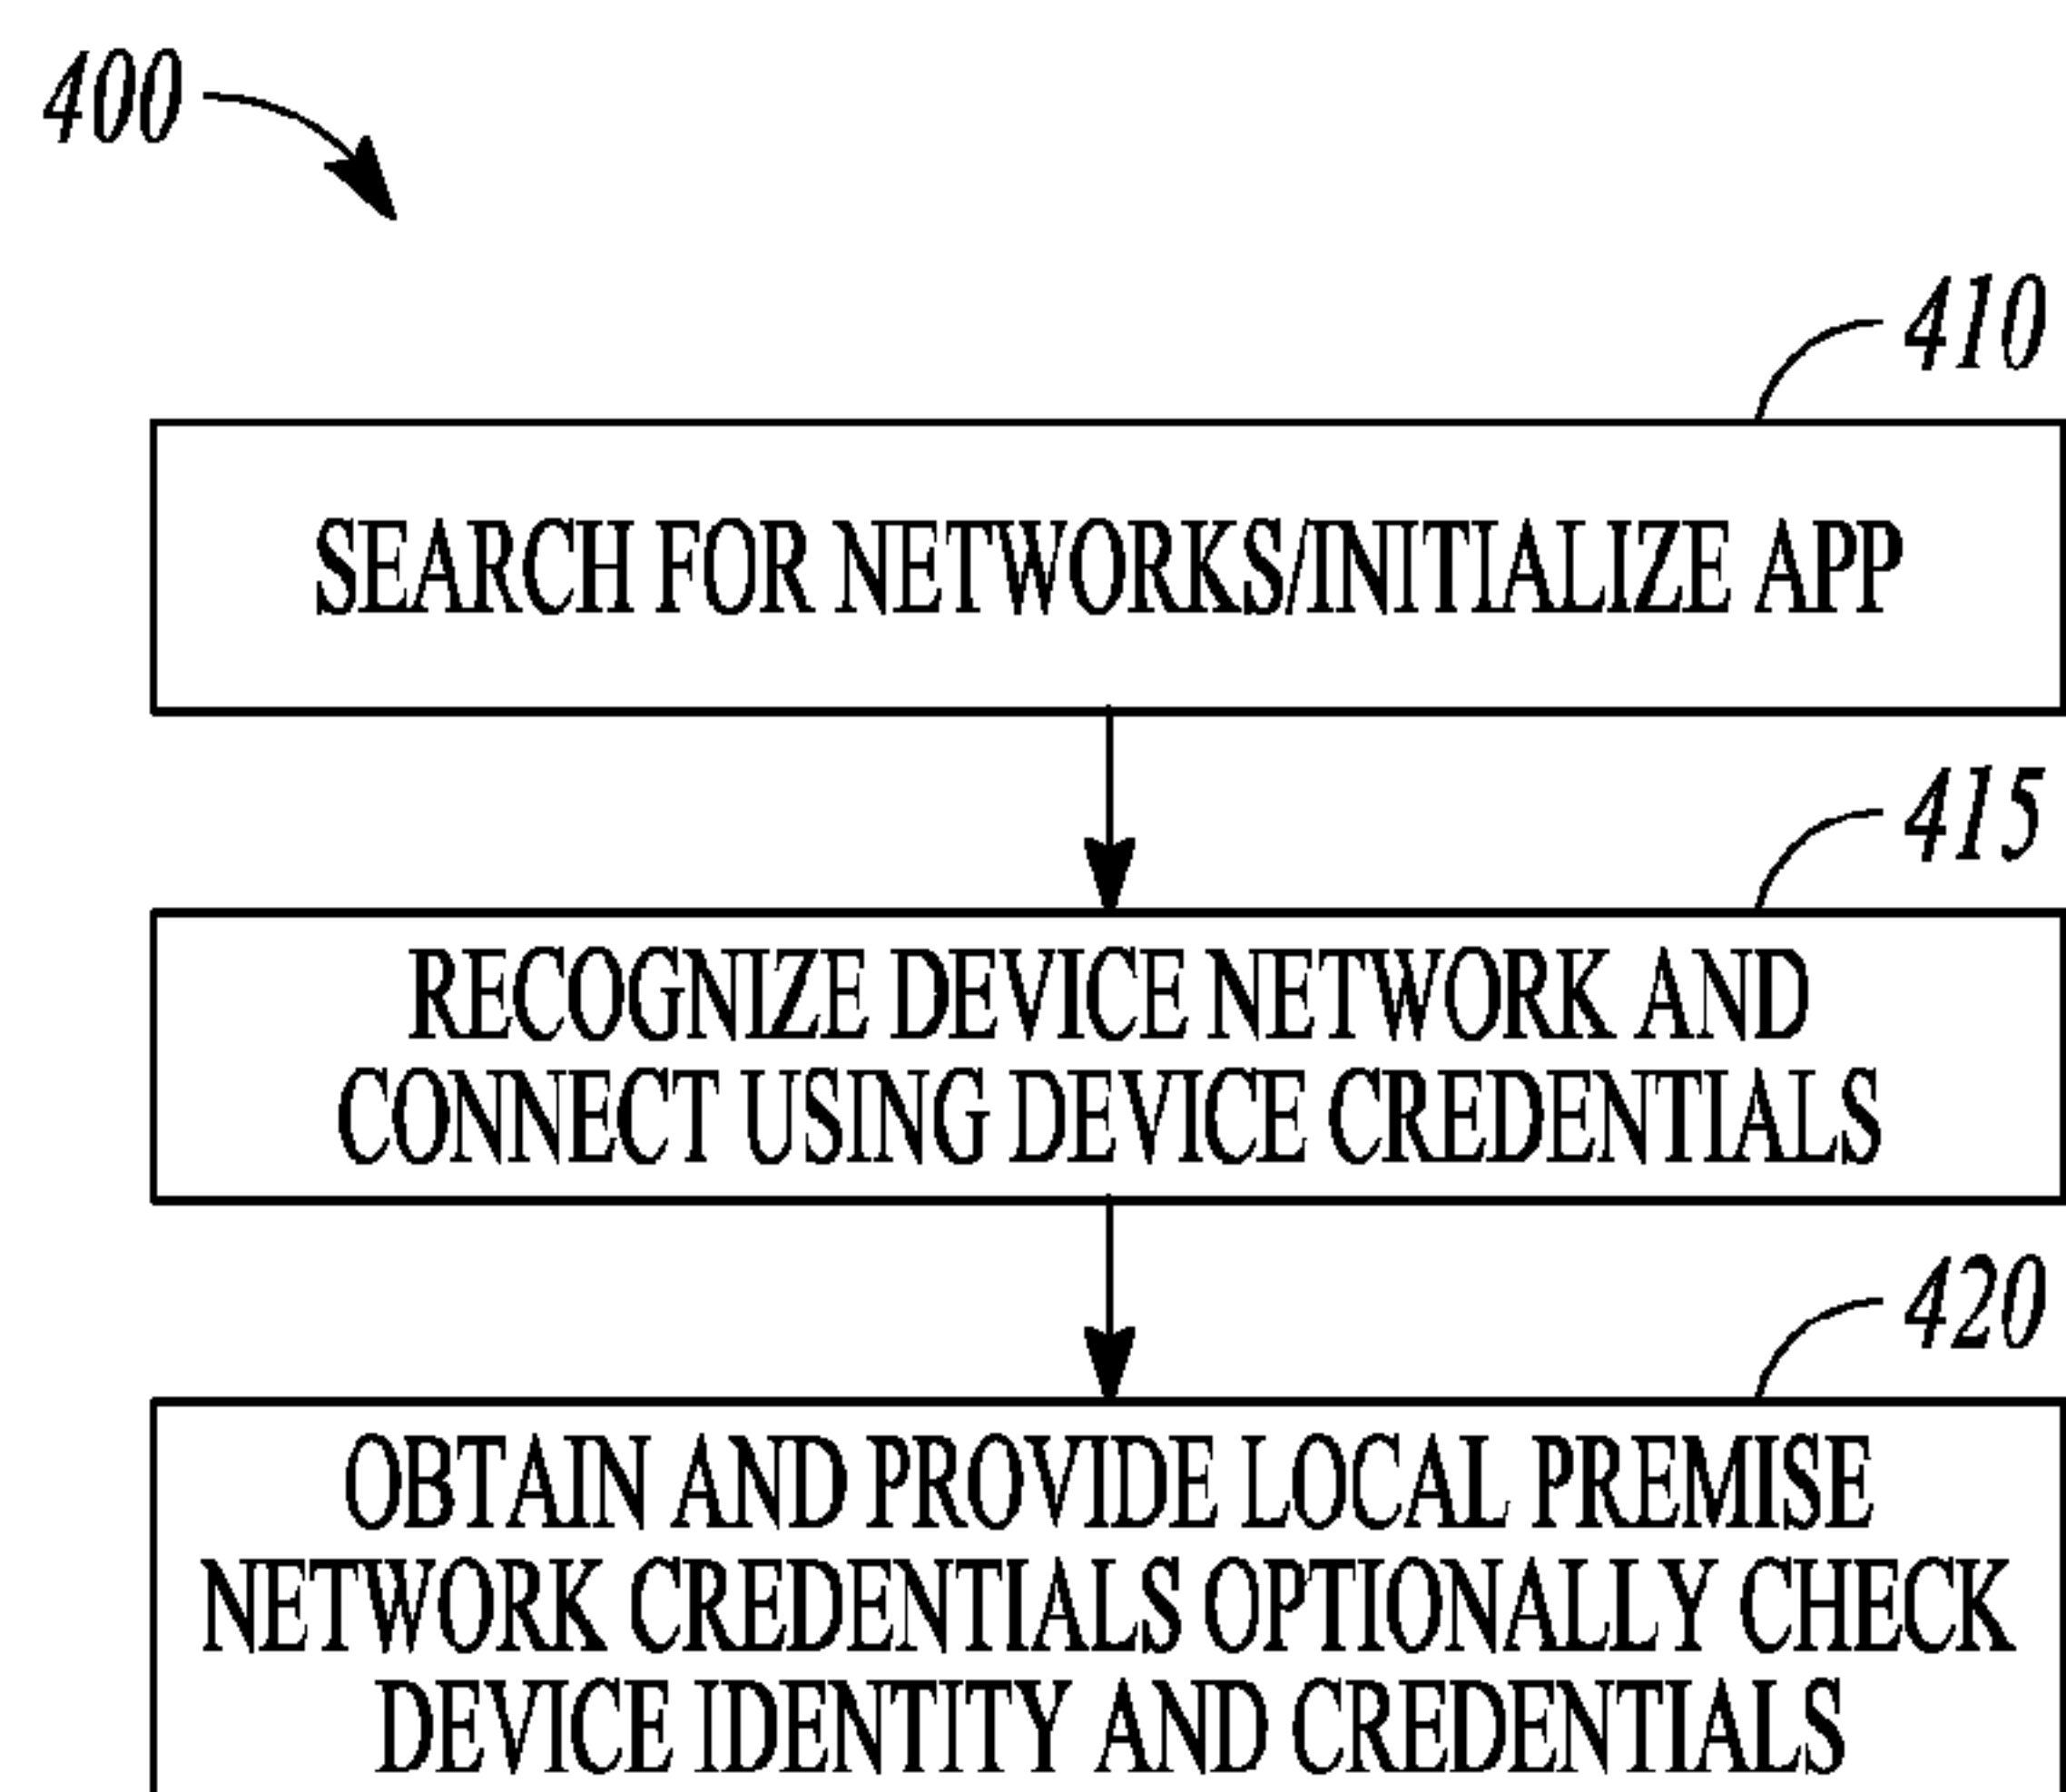 400
410
SEARCH FOR NETWORKS/INITIALIZE APP
415
RECOGNIZE DEVICE NETWORK AND
CONNECT USING DEVICE CREDENTIALS
420
OBTAIN AND PROVIDE LOCAL PREMISE
NETWORK CREDENTIALS OPTIONALLY CHECK
DEVICE IDENTITY AND CREDENTIALS